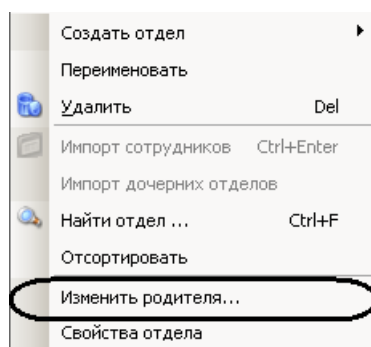 Создать отдел
Переименовать
Удалить Del
Импорт сотрудников Ctrl+Enter
Импорт дочерних отделов
Найти отдел ... Ctrl+F
Отсортировать
Изменить родителя...
Свойства отдела